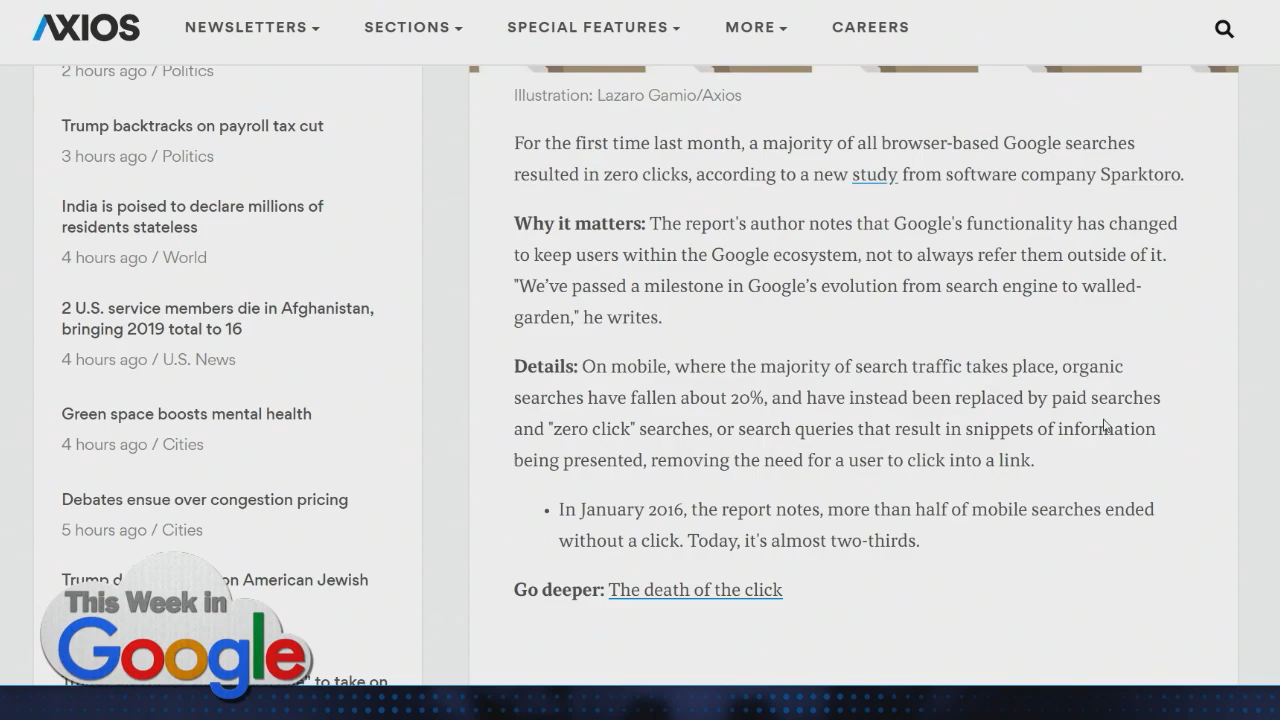 AXIOS
NEWSLETTERS
SECTIONS
SPECIAL FEATURES
MORE
CAREERS
2 hours ago / Politics
Trump backtracks on payroll tax cut
3 hours ago / Politics
India is poised to declare millions of
residents stateless
4 hours ago / World
2 U.S. service members die in Afghanistan,
bringing 2019 total to 16
4 hours ago / U.S. News
Green space boosts mental health
4 hours ago / Cities
Debates ensue over congestion pricing
5 hours ago / Cities
Trump on American Jewish
to take on
This Week in
Google
Illustration: Lazaro Gamio/Axios
For the first time last month, a majority of all browser-based Google searches
resulted in zero clicks, according to a new study from software company Sparktoro.
Why it matters: The report's author notes that Google's functionality has changed
to keep users within the Google ecosystem, not to always refer them outside of it.
"We've passed a milestone in Google's evolution from search engine to walled-
garden," he writes.
Details: On mobile, where the majority of search traffic takes place, organic
searches have fallen about 20%, and have instead been replaced by paid searches
and "zero click" searches, or search queries that result in snippets of information
being presented, removing the need for a user to click into a link.
• In January 2016, the report notes, more than half of mobile searches ended
without a click. Today, it's almost two-thirds.
Go deeper: The death of the click